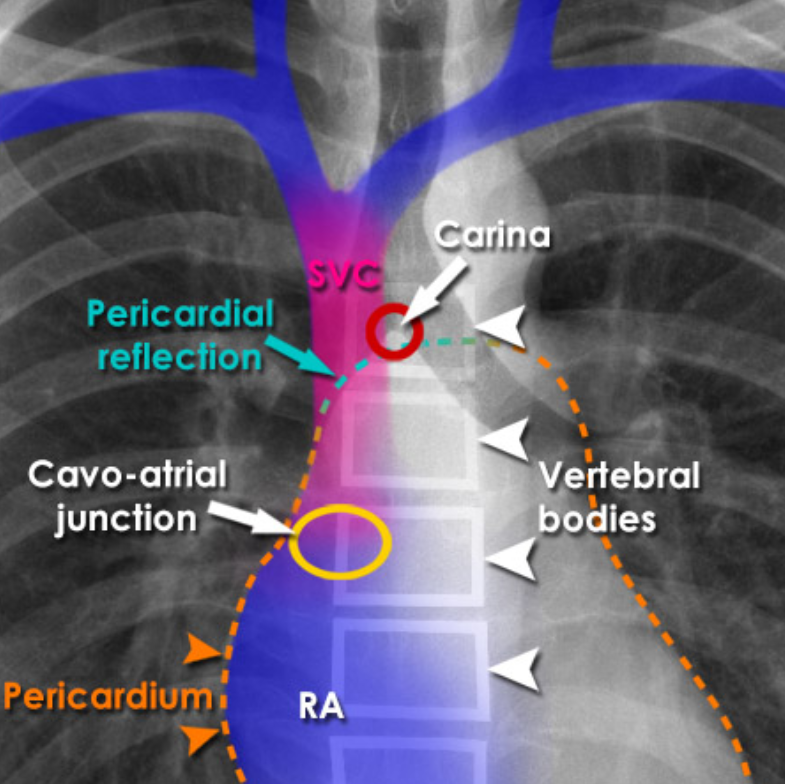 Carina
SVC
Pericardial
reflection
Cavo-atrial
junction
Vertebral
bodies
Pericardium
RA